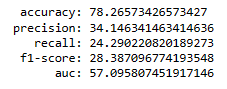 accuracy: 78.26573426573427
precision: 34.146341463414636
recall: 24.290220820189273
f1-score: 28.387096774193548
auc: 57.095807451917146